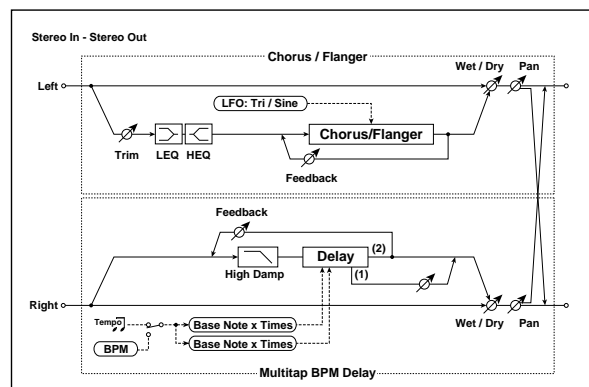 Stereo In - Stereo Out
Chorus / Flanger
Wet / Dry
Pan
Left
LFO: Tri / Sine
Chorus/Flanger
Trim
LEQ
HEQ
Feedback
Feedback
Delay
(2)
(1)
High Damp
Right
Wet / Dry
Pan
Tempo
Base Note x Times
BPM
Base Note x Times
Multitap BPM Delay